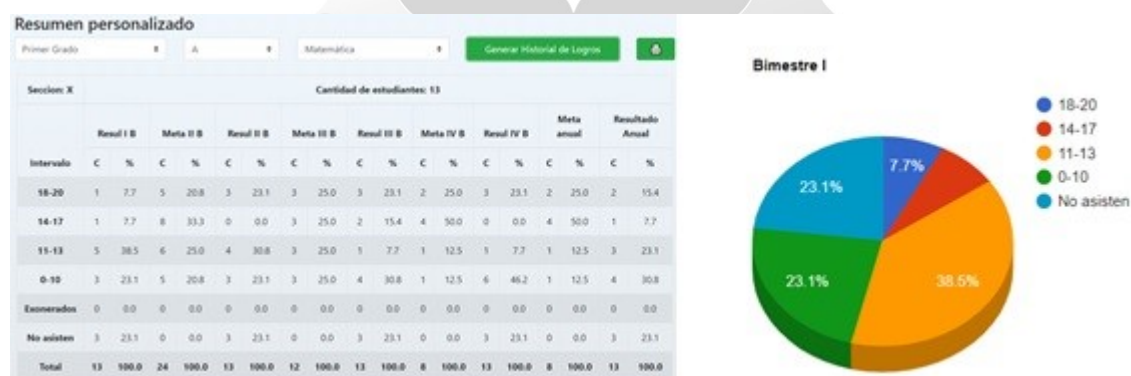 Resumen personalizado
Primer Grado A Matemática Generar Historial de Logros
Seccion: X Cantidad de estudiantes: 13
Resul I B Meta II B Resul II B Meta III B Resul III B Meta IV B Resul IV B Meta anual Resultado Anual
Intervalo C % C % C % C % C % C % C % C % C %
18-20 1 7.7 5 20.8 3 23.1 3 25.0 3 23.1 2 25.0 3 23.1 2 25.0 2 15.4
14-17 1 7.7 8 33.3 0 0.0 3 25.0 2 15.4 4 50.0 0 0.0 4 50.0 1 7.7
11-13 5 38.5 6 25.0 4 30.8 3 25.0 1 7.7 1 12.5 1 7.7 1 12.5 3 23.1
0-10 3 23.1 5 20.8 3 23.1 3 25.0 4 30.8 1 12.5 6 46.2 1 12.5 4 30.8
Exonerados 0 0.0 0 0.0 0 0.0 0 0.0 0 0.0 0 0.0 0 0.0 0 0.0 0 0.0
No asisten 3 23.1 0 0.0 3 23.1 0 0.0 3 23.1 0 0.0 3 23.1 0 0.0 3 23.1
Total 13 100.0 24 100.0 13 100.0 12 100.0 13 100.0 8 100.0 13 100.0 8 100.0 13 100.0
Bimestre I
18-20
14-17
11-13
0-10
No asisten
7.7%
23.1%
23.1%
38.5%